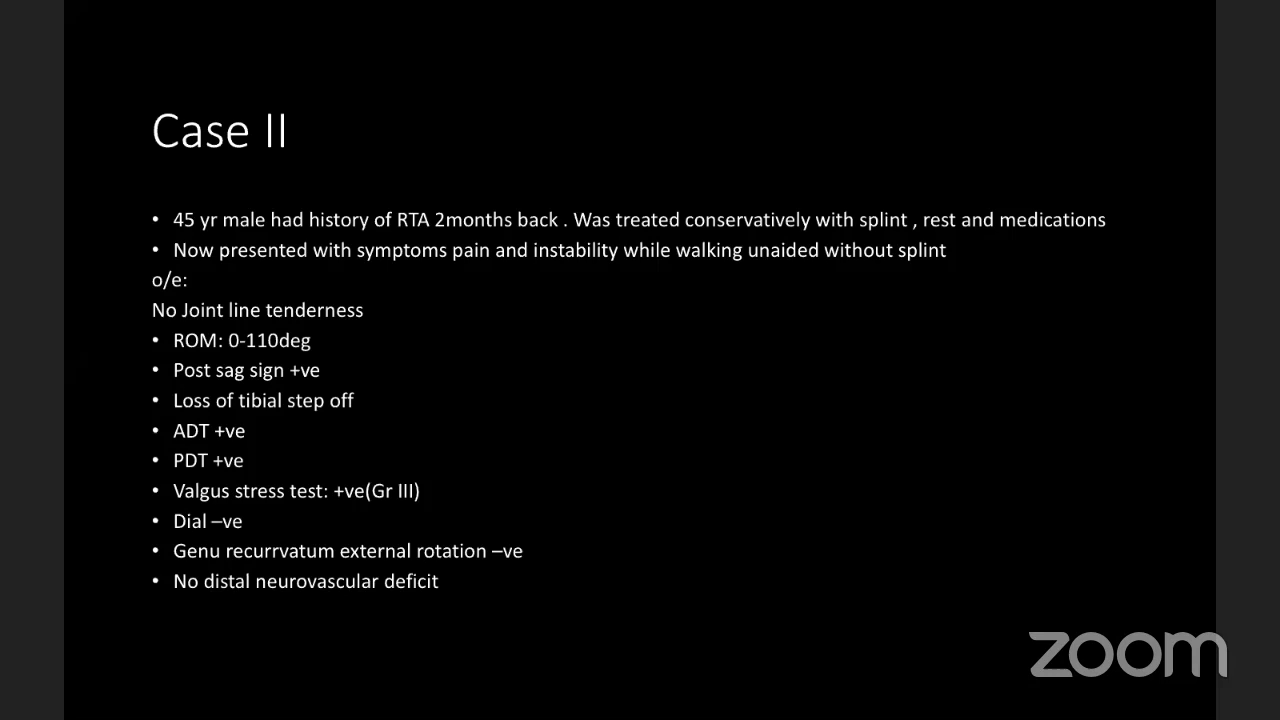 Case II
• 45 yr male had history of RTA 2months back . Was treated conservatively with splint , rest and medications
• Now presented with symptoms pain and instability while walking unaided without splint
o/e:
No Joint line tenderness
• ROM: 0-110deg
• Post sag sign +ve
• Loss of tibial step off
• ADT +ve
• PDT +ve
• Valgus stress test: +ve(Gr III)
• Dial –ve
• Genu recurrvatum external rotation –ve
• No distal neurovascular deficit
zoom